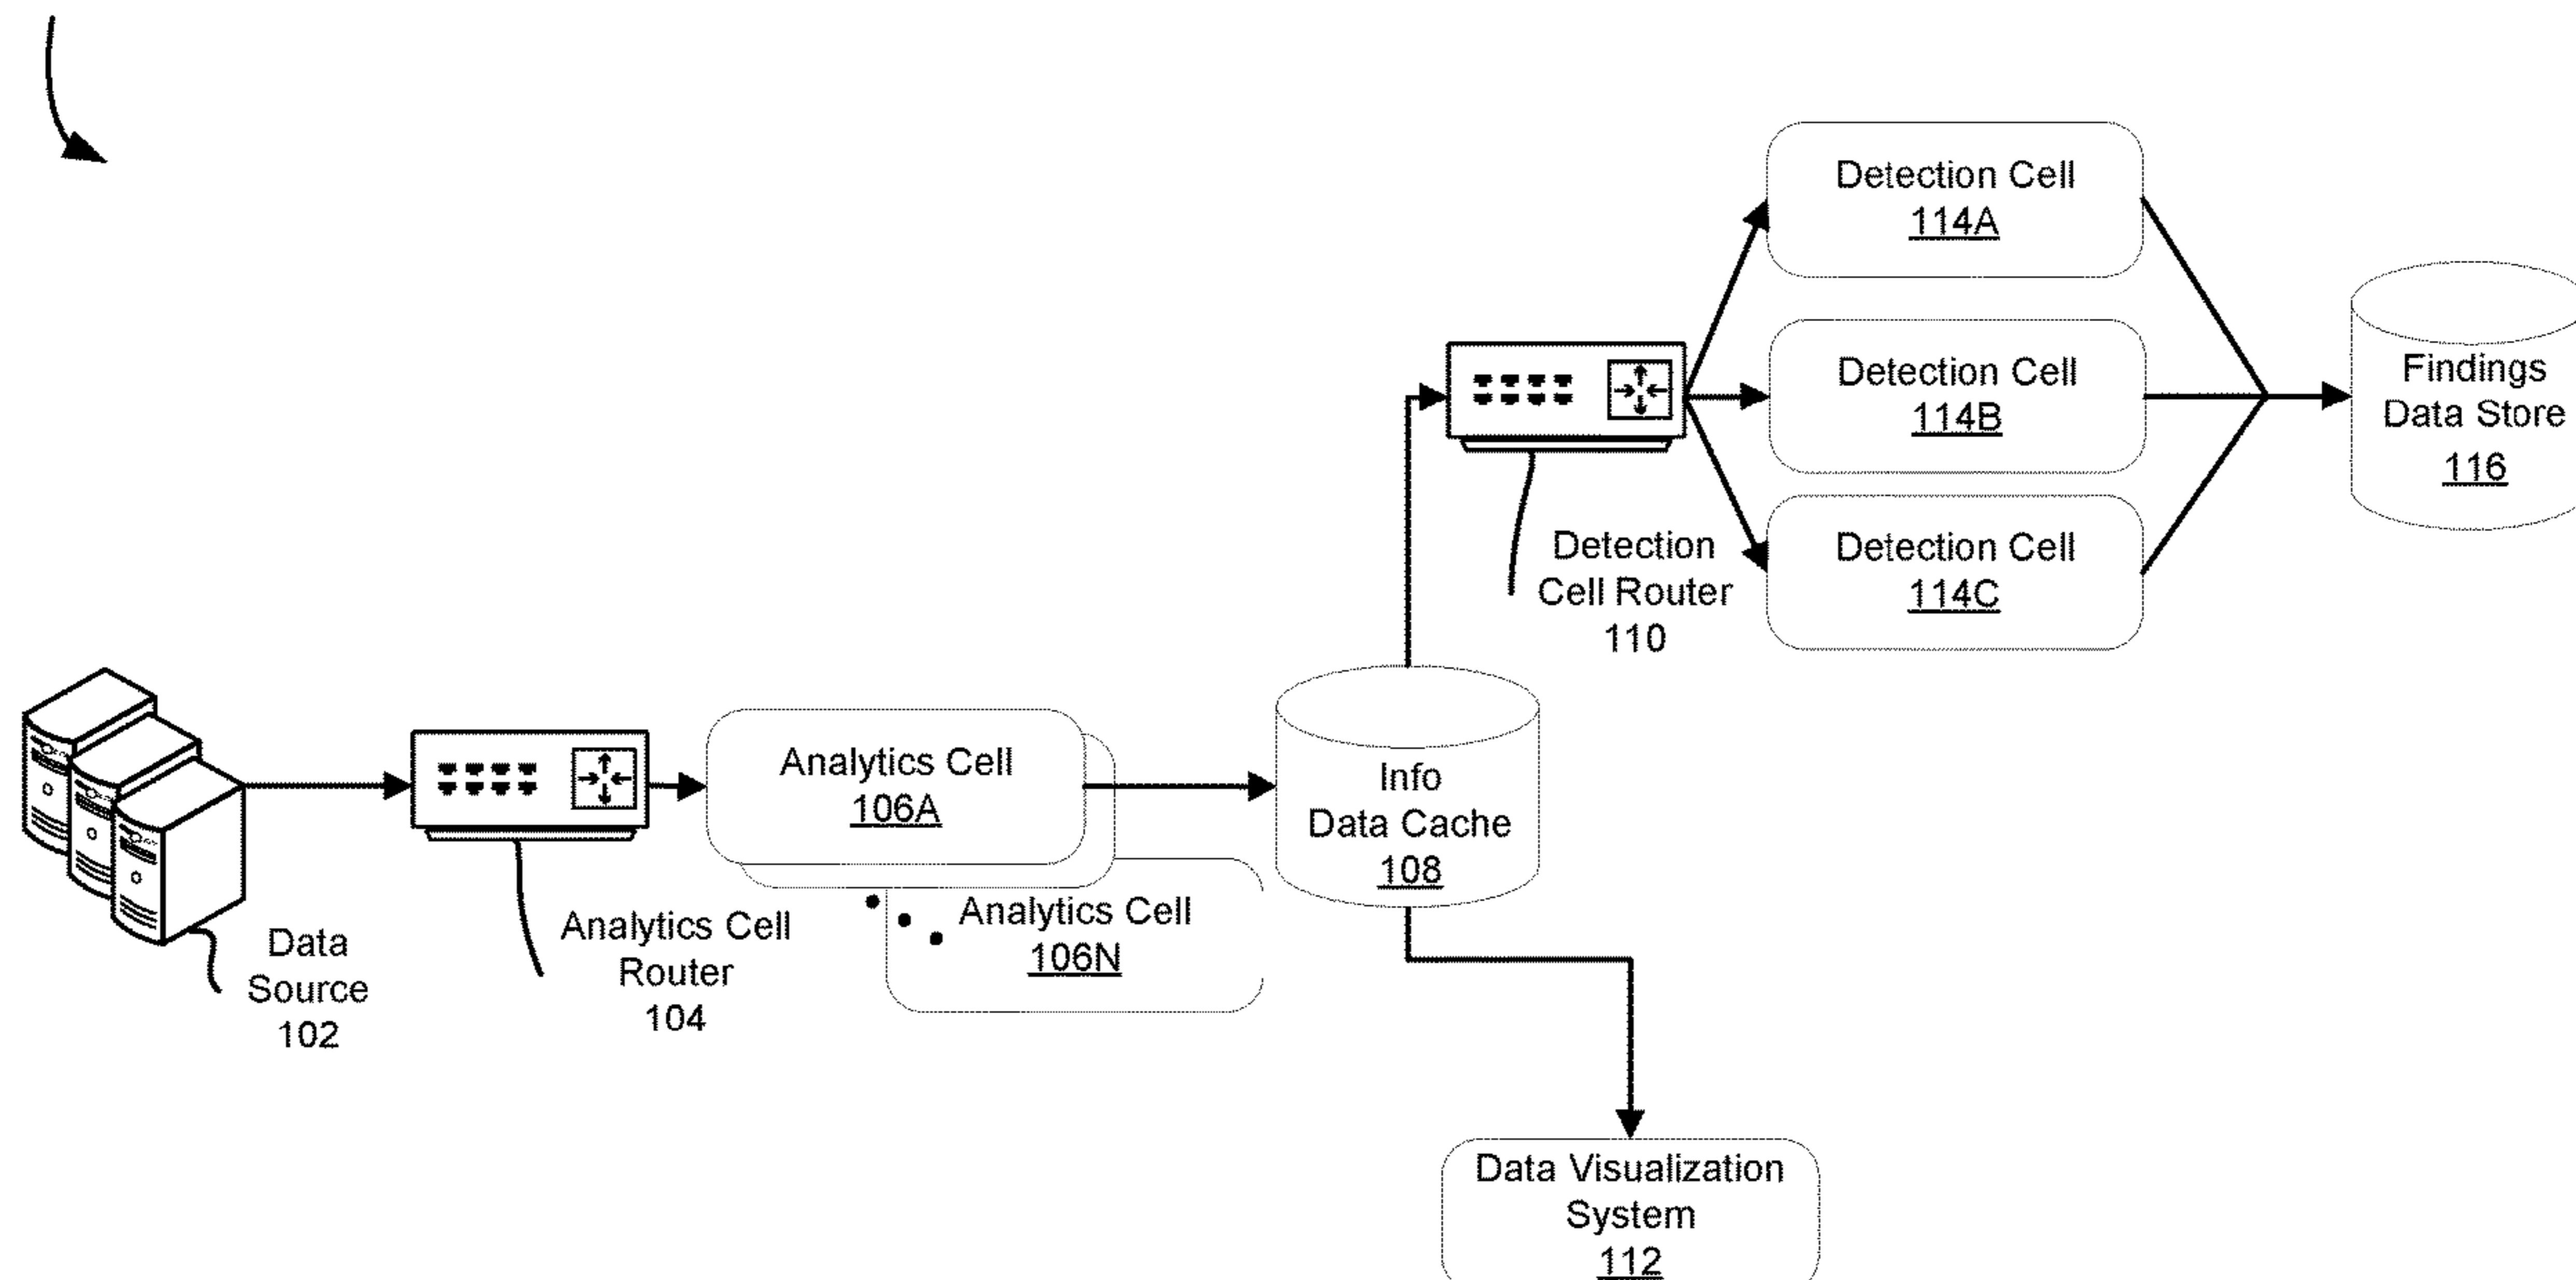 Detection Cell
114A
Detection Cell
114B
Detection Cell
114C
Findings
Data Store
116
Detection
Cell Router
110
Analytics Cell
106A
Info
Data Cache
108
Analytics Cell
106N
Analytics Cell
Router
104
Data
Source
102
Data Visualization
System
112